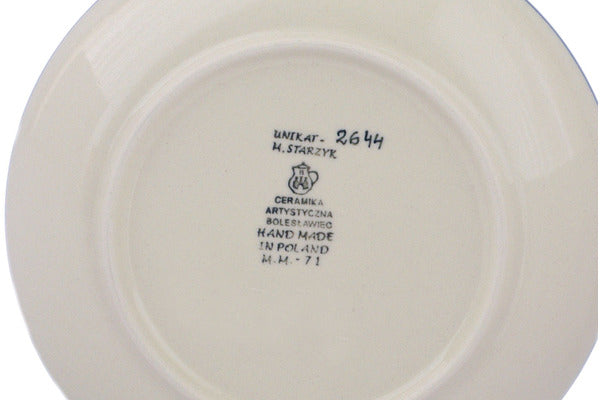 UNIKAT - 2644
M. STARZYK
CERAMIKA
ARTYSTYCZNA
BOLESŁAWIEC
HAND MADE
IN POLAND
M.M. - 71